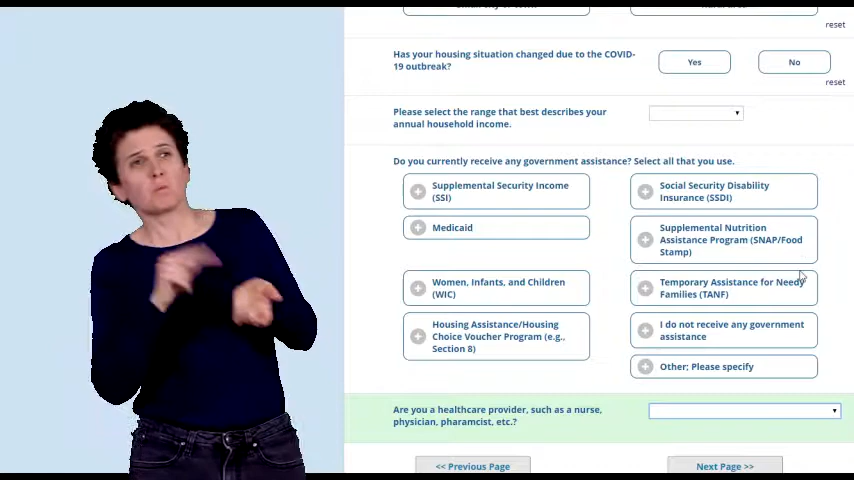 reset
Has your housing situation changed due to the COVID-
19 outbreak?
Yes
No
reset
Please select the range that best describes your
annual household income.
Do you currently receive any government assistance? Select all that you use.
Supplemental Security Income
(SSI)
Social Security Disability
Insurance (SSDI)
Medicaid
Supplemental Nutrition
Assistance Program (SNAP/Food
Stamp)
Women, Infants, and Children
(WIC)
Temporary Assistance for Needy
Families (TANF)
Housing Assistance/Housing
Choice Voucher Program (e.g.,
Section 8)
I do not receive any government
assistance
Other; Please specify
Are you a healthcare provider, such as a nurse,
physician, pharamcist, etc.?
<< Previous Page
Next Page >>